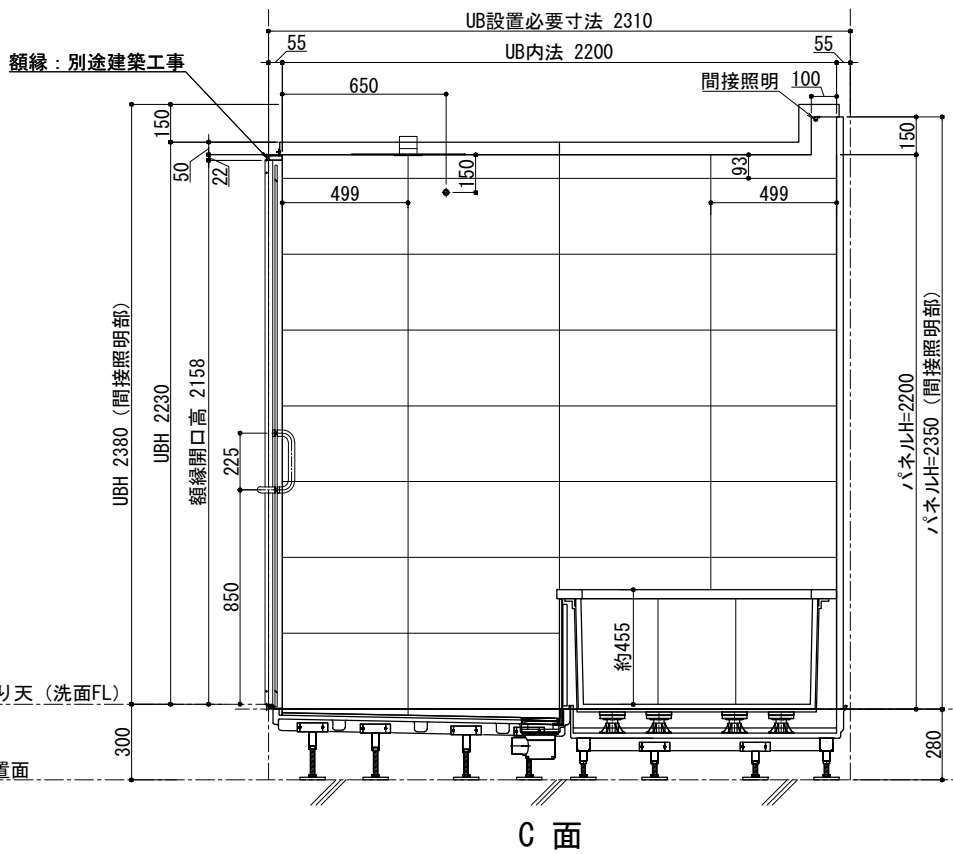 UB設置必要寸法 2310
55
UB内法 2200
55
額縁：別途建築工事
650
間接照明
100
150
150
50
22
150
93
499
499
UBH 2380 (間接照明部)
UBH 2230
額縁開口高 2158
225
850
パネルH=2200
パネルH=2350 (間接照明部)
約455
り天 (洗面FL)
300
280
置面
C 面